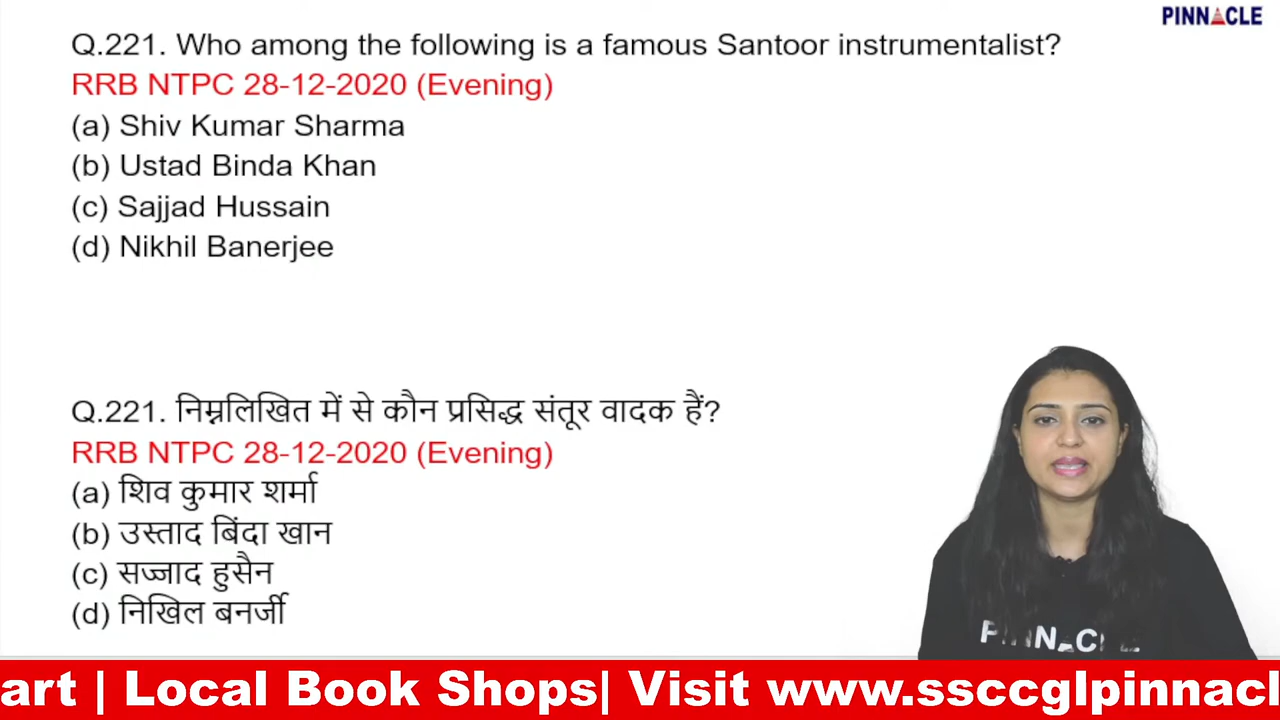 PINNACLE
Q.221. Who among the following is a famous Santoor instrumentalist?
RRB NTPC 28-12-2020 (Evening)
(a) Shiv Kumar Sharma
(b) Ustad Binda Khan
(c) Sajjad Hussain
(d) Nikhil Banerjee
Q.221. निम्नलिखित में से कौन प्रसिद्ध संतूर वादक हैं?
RRB NTPC 28-12-2020 (Evening)
(a) शिव कुमार शर्मा
(b) उस्ताद बिंदा खान
(c) सज्जाद हुसैन
(d) निखिल बनर्जी
PINNACLE
art | Local Book Shops| Visit www.ssccglpinnacl